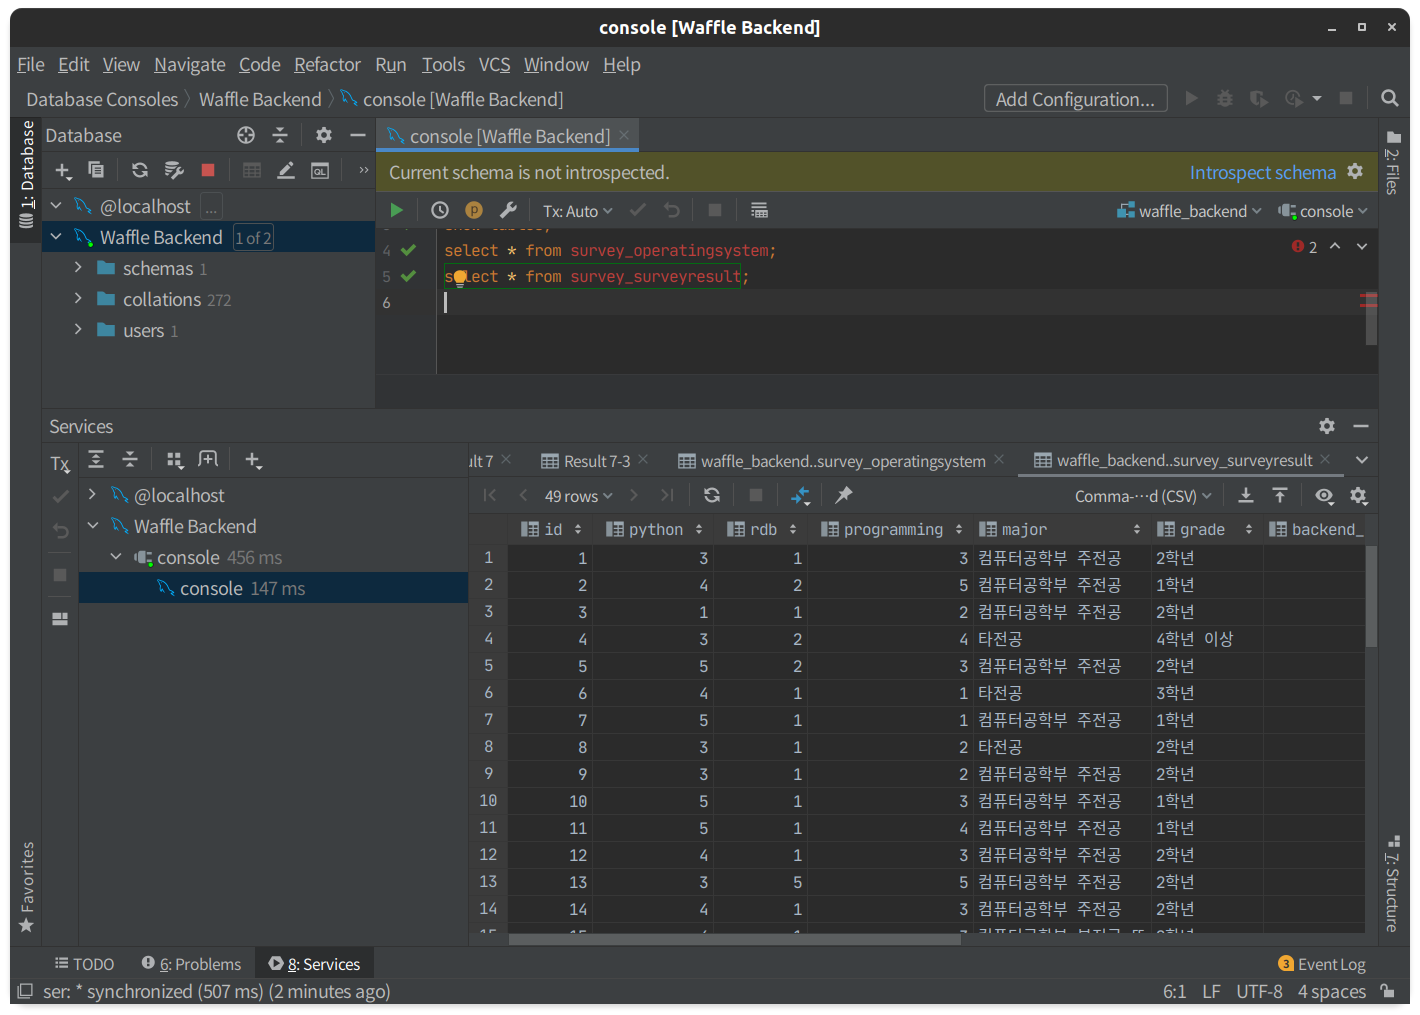 console [Waffle Backend]
File Edit View Navigate Code Refactor Run Tools VCS Window Help
Database Consoles Waffle Backend console [Waffle Backend] Add Configuration...
1: Database
Database
console [Waffle Backend]
2: Files
Current schema is not introspected. Introspect schema
@localhost ...
Tx: Auto waffle_backend console
Waffle Backend 1 of 2
schemas 1
collations 272
users 1
show tables;
4 select * from survey_operatingsystem; 2
5 select * from survey_surveyresult;
6
Services
Tx
ult 7 Result 7-3 waffle_backend..survey_operatingsystem waffle_backend..survey_surveyresult
@localhost
Waffle Backend
console 456 ms
console 147 ms
49 rows Comma-···d (CSV)
id python rdb programming major grade backend_
1 1 3 1 3 컴퓨터공학부 주전공 2학년
2 2 4 2 5 컴퓨터공학부 주전공 1학년
3 3 1 1 2 컴퓨터공학부 주전공 2학년
4 4 3 2 4 타전공 4학년 이상
5 5 5 2 3 컴퓨터공학부 주전공 2학년
6 6 4 1 1 타전공 3학년
7 7 5 1 1 컴퓨터공학부 주전공 1학년
8 8 3 1 2 타전공 2학년
9 9 3 1 2 컴퓨터공학부 주전공 2학년
10 10 5 1 3 컴퓨터공학부 주전공 1학년
11 11 5 1 4 컴퓨터공학부 주전공 1학년
12 12 4 1 3 컴퓨터공학부 주전공 2학년
13 13 3 5 5 컴퓨터공학부 주전공 2학년
14 14 4 1 3 컴퓨터공학부 주전공 2학년
Favorites
7: Structure
TODO 6: Problems 8: Services 3 Event Log
ser: * synchronized (507 ms) (2 minutes ago) 6:1 LF UTF-8 4 spaces